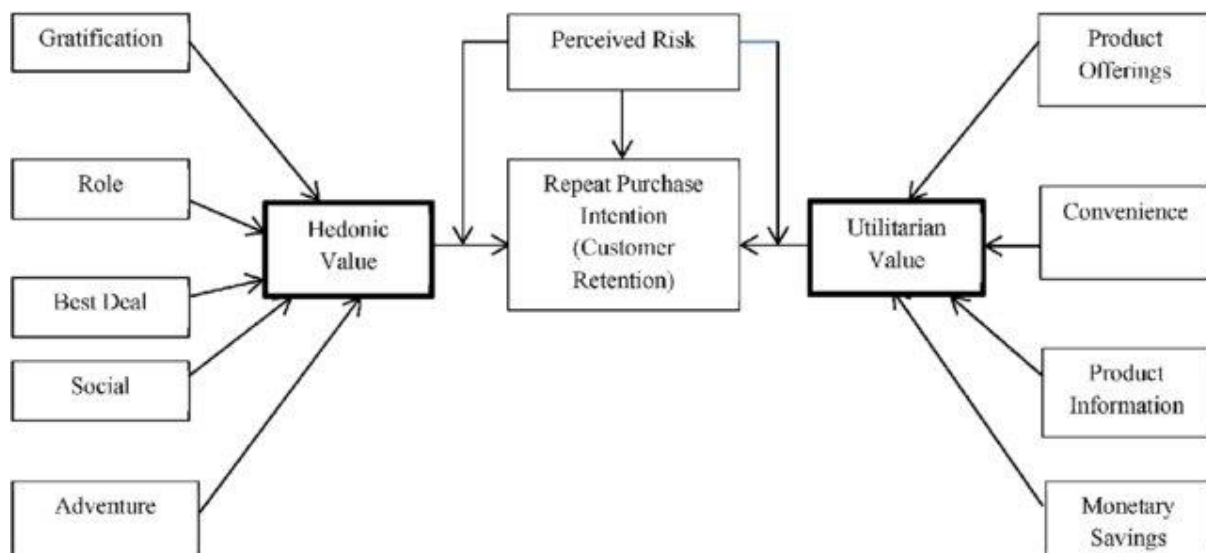 Gratification
Role
Best Deal
Social
Adventure
Hedonic
Value
Perceived Risk
Repeat Purchase
Intention
(Customer
Retention)
Utilitarian
Value
Product
Offerings
Convenience
Product
Information
Monetary
Savings